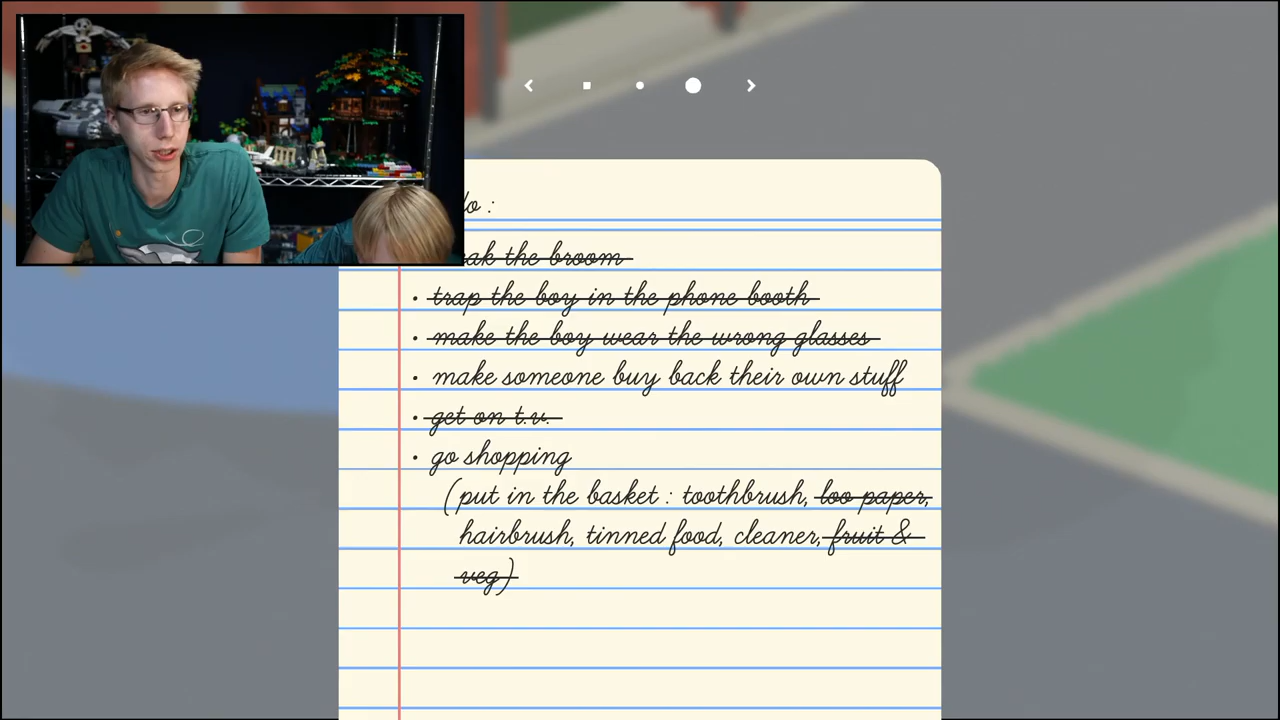 do :
the broom
• trap the boy in the phone booth
• make the boy wear the wrong glasses
• make someone buy back their own stuff
• get on t.v.
• go shopping
(put in the basket : toothbrush, loo paper,
hairbrush, tinned food, cleaner, fruit &
veg)